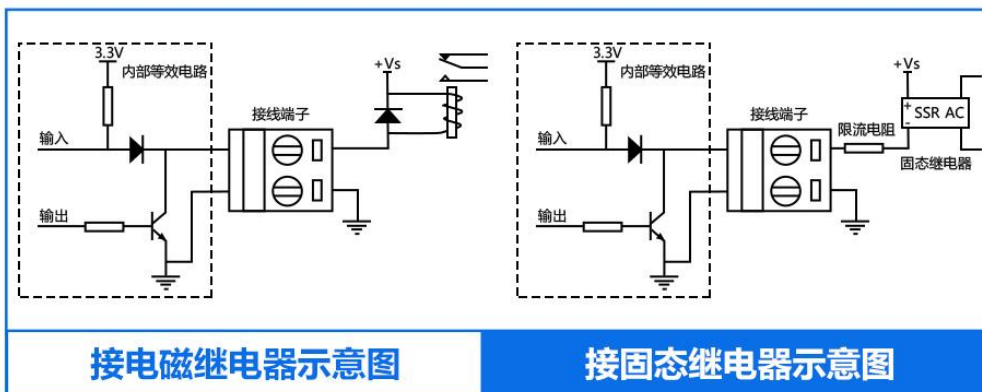 3.3V
内部等效电路
输入
输出
接线端子
+Vs
3.3V
内部等效电路
输入
输出
接线端子
限流电阻
+Vs
+
-
SSR AC
固态继电器
接电磁继电器示意图
接固态继电器示意图